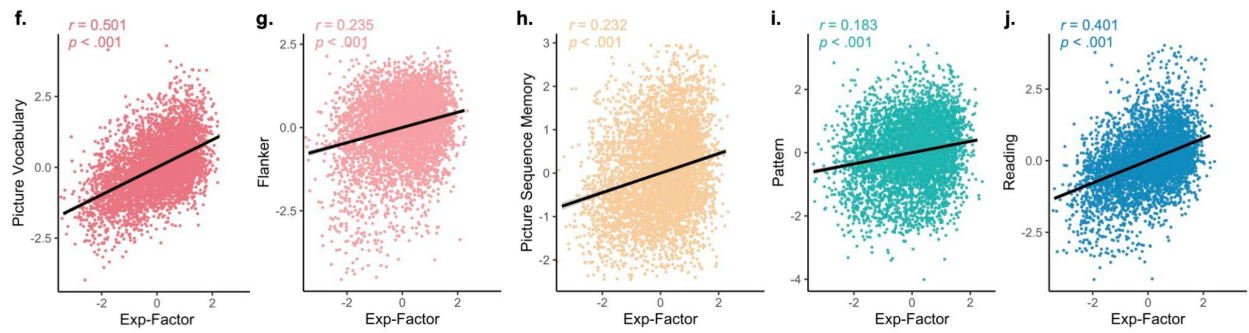 f.
r = 0.501
p < .001
2.5
0.0
-2.5
-2
0
2
Picture Vocabulary
Exp-Factor
g.
r = 0.235
p < .001
2.5
0.0
-2.5
-2
0
2
Flanker
Exp-Factor
h.
r = 0.232
p < .001
3
2
1
0
-1
-2
-2
0
2
Picture Sequence Memory
Exp-Factor
i.
r = 0.183
p < .001
2
0
-2
-4
-2
0
2
Pattern
Exp-Factor
j.
r = 0.401
p < .001
2.5
0.0
-2.5
-2
0
2
Reading
Exp-Factor